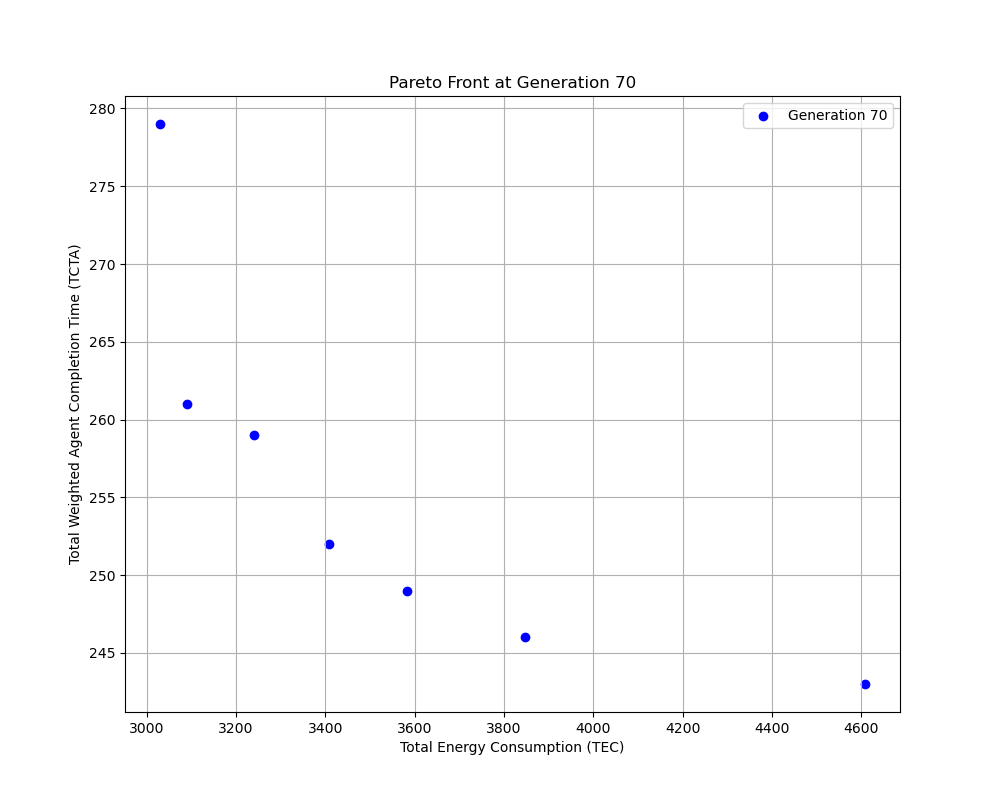 Pareto Front at Generation 70
Generation 70
280
275
270
265
260
255
250
245
Total Weighted Agent Completion Time (TCTA)
3000 3200 3400 3600 3800 4000 4200 4400 4600
Total Energy Consumption (TEC)